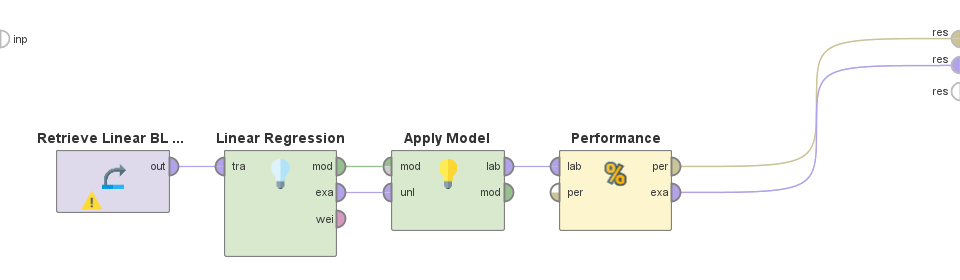 inp
res
res
res
Retrieve Linear BL ...
Linear Regression
Apply Model
Performance
out
tra
mod
exa
wei
mod
unl
lab
mod
lab
per
%
per
exa